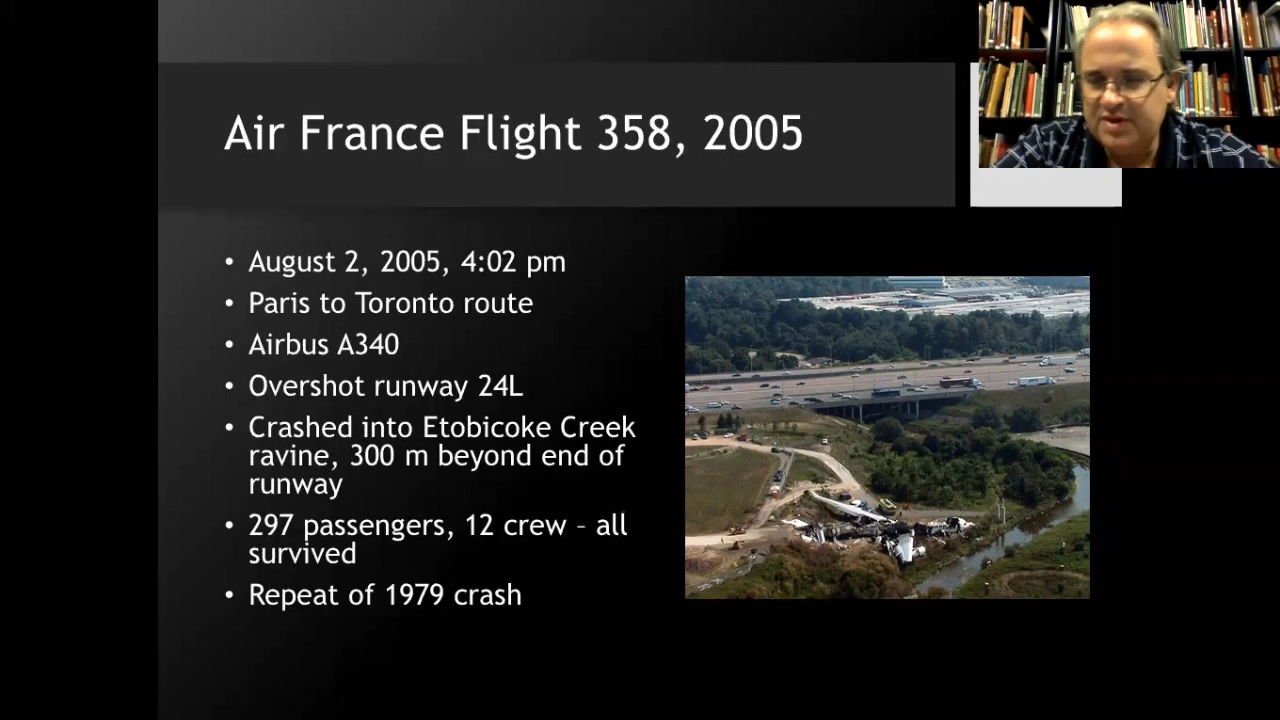 Air France Flight 358, 2005
• August 2, 2005, 4:02 pm
• Paris to Toronto route
• Airbus A340
• Overshot runway 24L
• Crashed into Etobicoke Creek
ravine, 300 m beyond end of
runway
• 297 passengers, 12 crew – all
survived
• Repeat of 1979 crash